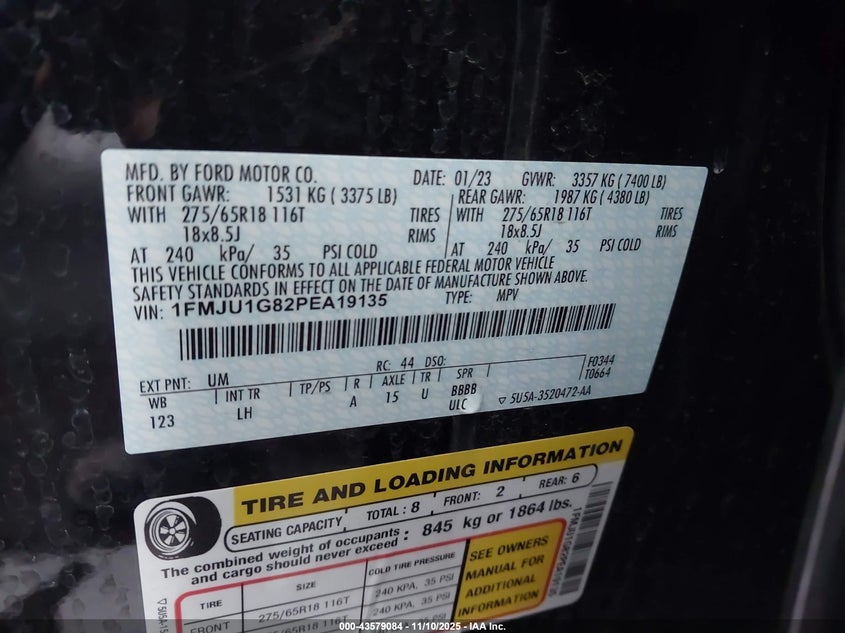 MFD. BY FORD MOTOR CO. DATE: 01/23 GVWR: 3357 KG ( 7400 LB)
FRONT GAWR: 1531 KG ( 3375 LB) REAR GAWR: 1987 KG ( 4380 LB)
WITH 275/65R18 116T TIRES WITH 275/65R18 116T TIRES
18x8.5J RIMS 18x8.5J RIMS
AT 240 kPa/ 35 PSI COLD AT 240 kPa/ 35 PSI COLD
THIS VEHICLE CONFORMS TO ALL APPLICABLE FEDERAL MOTOR VEHICLE
SAFETY STANDARDS IN EFFECT ON THE DATE OF MANUFACTURE SHOWN ABOVE.
VIN: 1FMJU1G82PEA19135 TYPE: MPV
EXT PNT: UM RC: 44 DSO: F0344
WB INT TR TP/PS R AXLE TR SPR T0664
123 LH A 15 U BBBB
ULC ▽ 5U5A-3520472-AA
TIRE AND LOADING INFORMATION
SEATING CAPACITY TOTAL: 8 FRONT: 2 REAR: 6
The combined weight of occupants
and cargo should never exceed : 845 kg or 1864 lbs.
TIRE SIZE COLD TIRE PRESSURE
FRONT 275/65R18 116T 240 KPA, 35 PSI
275/65R18 116T 240 KPA, 35 PSI
SEE OWNERS
MANUAL FOR
ADDITIONAL
INFORMATION
000-43579084 — 11/10/2025 — IAA Inc.